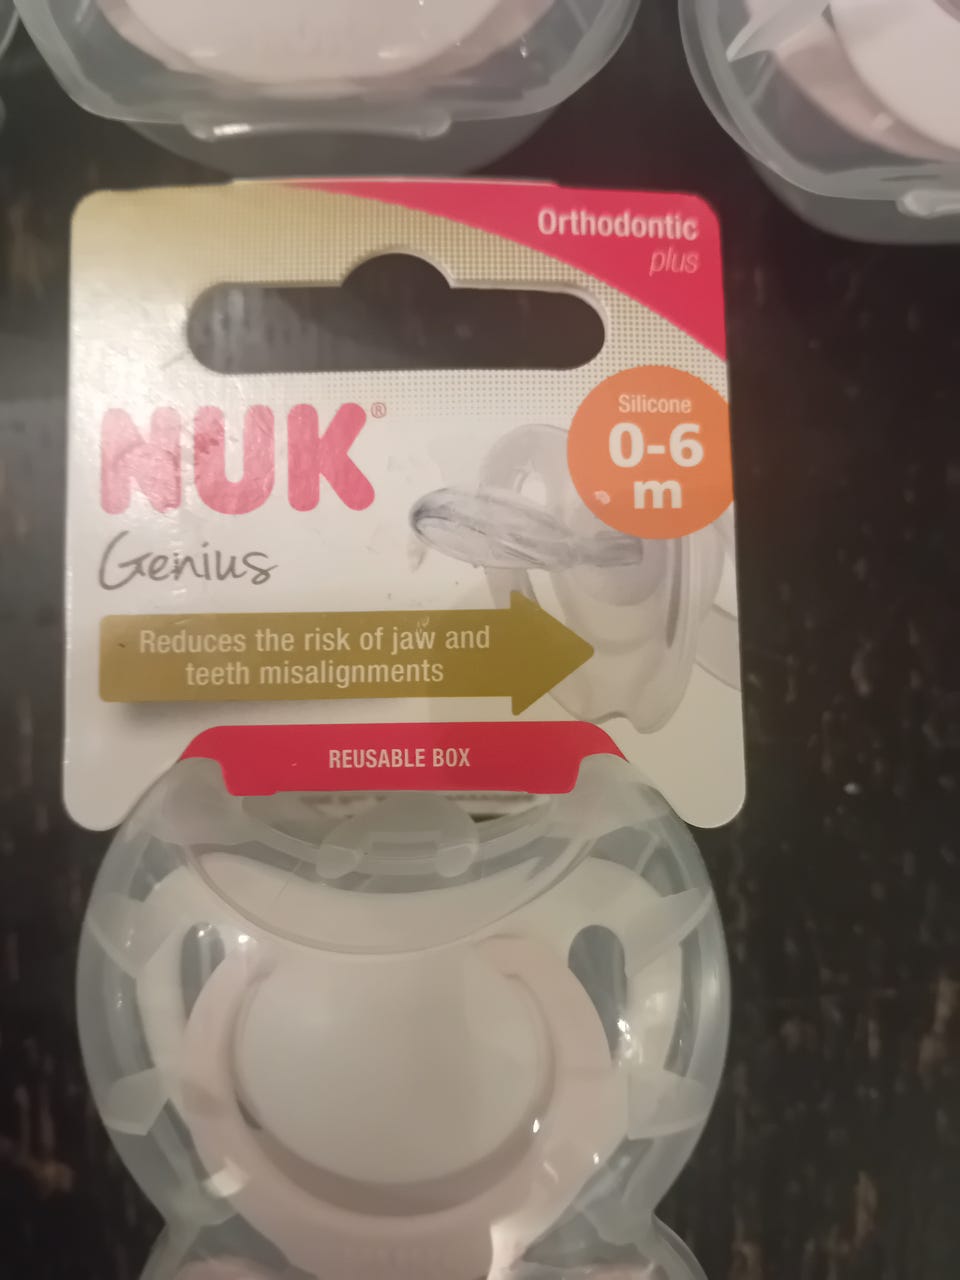 Orthodontic
plus
Silicone
0-6
m
NUK®
Genius
Reduces the risk of jaw and
teeth misalignments
REUSABLE BOX